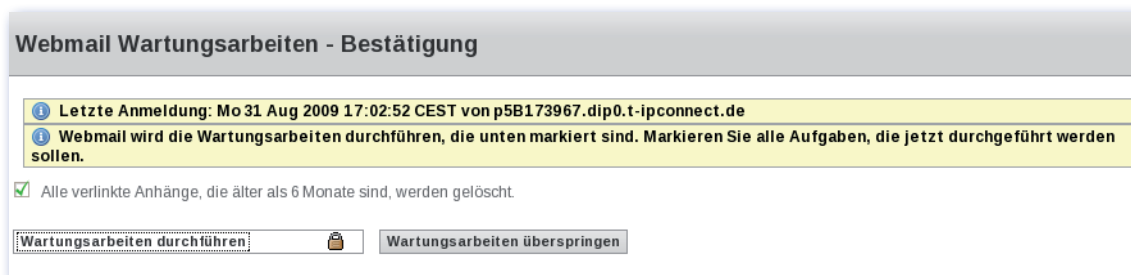 Webmail Wartungsarbeiten - Bestätigung
Letzte Anmeldung: Mo 31 Aug 2009 17:02:52 CEST von p5B173967.dip0.t-ipconnect.de
Webmail wird die Wartungsarbeiten durchführen, die unten markiert sind. Markieren Sie alle Aufgaben, die jetzt durchgeführt werden
sollen.
Alle verlinkte Anhänge, die älter als 6 Monate sind, werden gelöscht.
Wartungsarbeiten durchführen Wartungsarbeiten überspringen